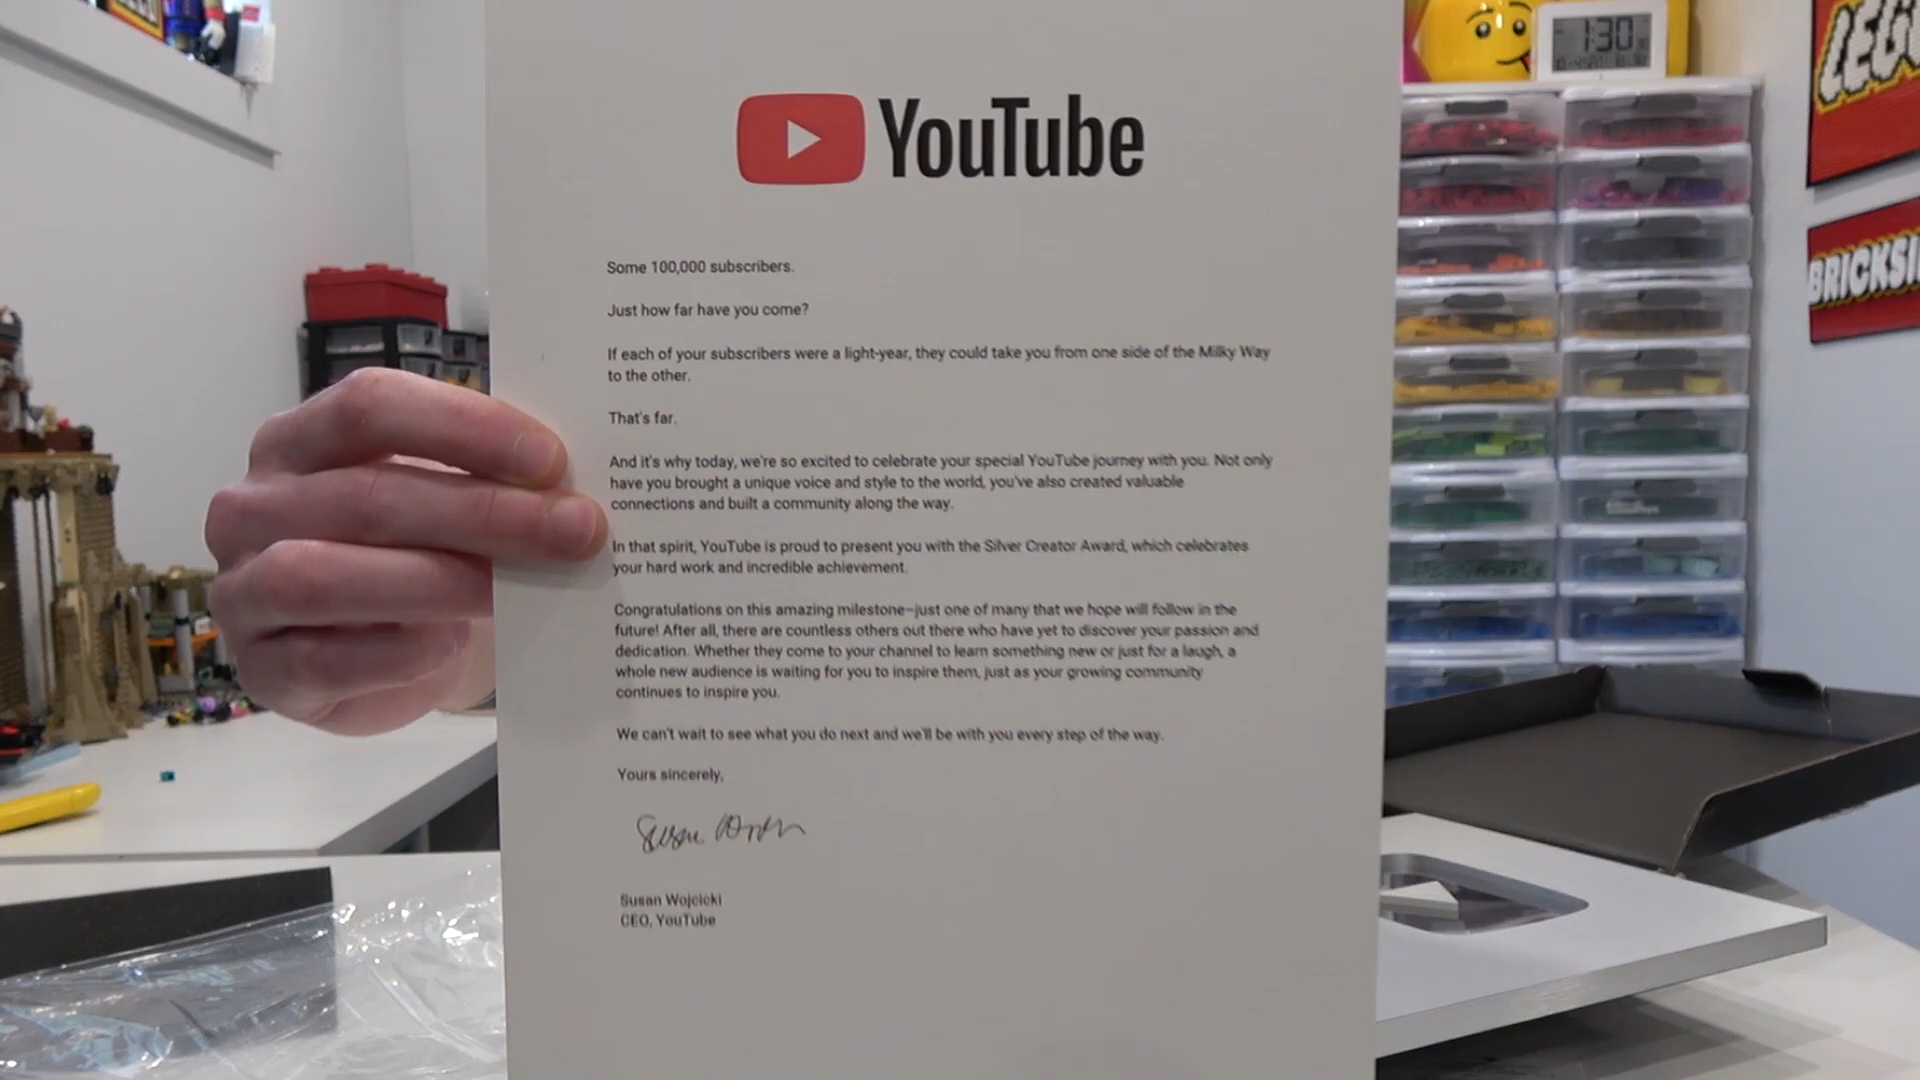 YouTube
Some 100,000 subscribers.
Just how far have you come?
If each of your subscribers were a light-year, they could take you from one side of the Milky Way
to the other.
That's far.
And it's why today, we're so excited to celebrate your special YouTube journey with you. Not only
have you brought a unique voice and style to the world, you've also created valuable
connections and built a community along the way.
In that spirit, YouTube is proud to present you with the Silver Creator Award, which celebrates
your hard work and incredible achievement.
Congratulations on this amazing milestone–just one of many that we hope will follow in the
future! After all, there are countless others out there who have yet to discover your passion and
dedication. Whether they come to your channel to learn something new or just for a laugh, a
whole new audience is waiting for you to inspire them, just as your growing community
continues to inspire you.
We can't wait to see what you do next and we'll be with you every step of the way.
Yours sincerely,
Susan Wojcicki
CEO, YouTube
1:30
LEG
BRICKSI